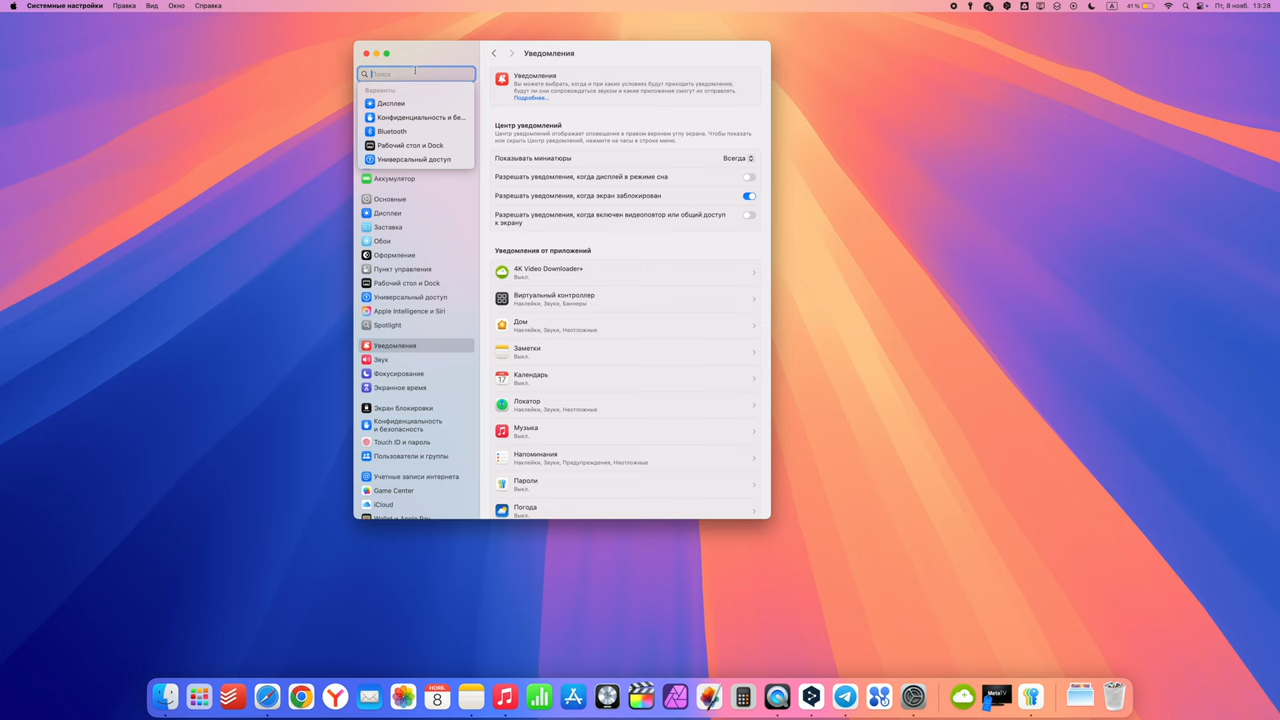 Системные настройки Правка Вид Окно Справка
A 41 % Пт, 8 нояб. 13:28
Поиск
Варианты
Дисплеи
Конфиденциальность и бе...
Bluetooth
Рабочий стол и Dock
Универсальный доступ
Аккумулятор
Основные
Дисплеи
Заставка
Обои
Оформление
Пункт управления
Рабочий стол и Dock
Универсальный доступ
Apple Intelligence и Siri
Spotlight
Уведомления
Звук
Фокусирование
Экранное время
Экран блокировки
Конфиденциальность
и безопасность
Touch ID и пароль
Пользователи и группы
Учетные записи интернета
Game Center
iCloud
Wallet и Apple Pay
Уведомления
Уведомления
Вы можете выбрать, когда и при каких условиях будут приходить уведомления,
будут ли они сопровождаться звуком и какие приложения смогут их отправлять.
Подробнее...
Центр уведомлений
Центр уведомлений отображает оповещения в правом верхнем углу экрана. Чтобы показать
или скрыть Центр уведомлений, нажмите на часы в строке меню.
Показывать миниатюры Всегда
Разрешать уведомления, когда дисплей в режиме сна
Разрешать уведомления, когда экран заблокирован
Разрешать уведомления, когда включен видеоповтор или общий доступ
к экрану
Уведомления от приложений
4K Video Downloader+
Выкл.
Виртуальный контроллер
Наклейки, Звуки, Баннеры
Дом
Наклейки, Звуки, Неотложные
Заметки
Выкл.
17
Календарь
Выкл.
Локатор
Наклейки, Звуки, Неотложные
Музыка
Выкл.
Напоминания
Наклейки, Звуки, Предупреждения, Неотложные
Пароли
Выкл.
Погода
Выкл.
НОЯБ.
8
MetaTV